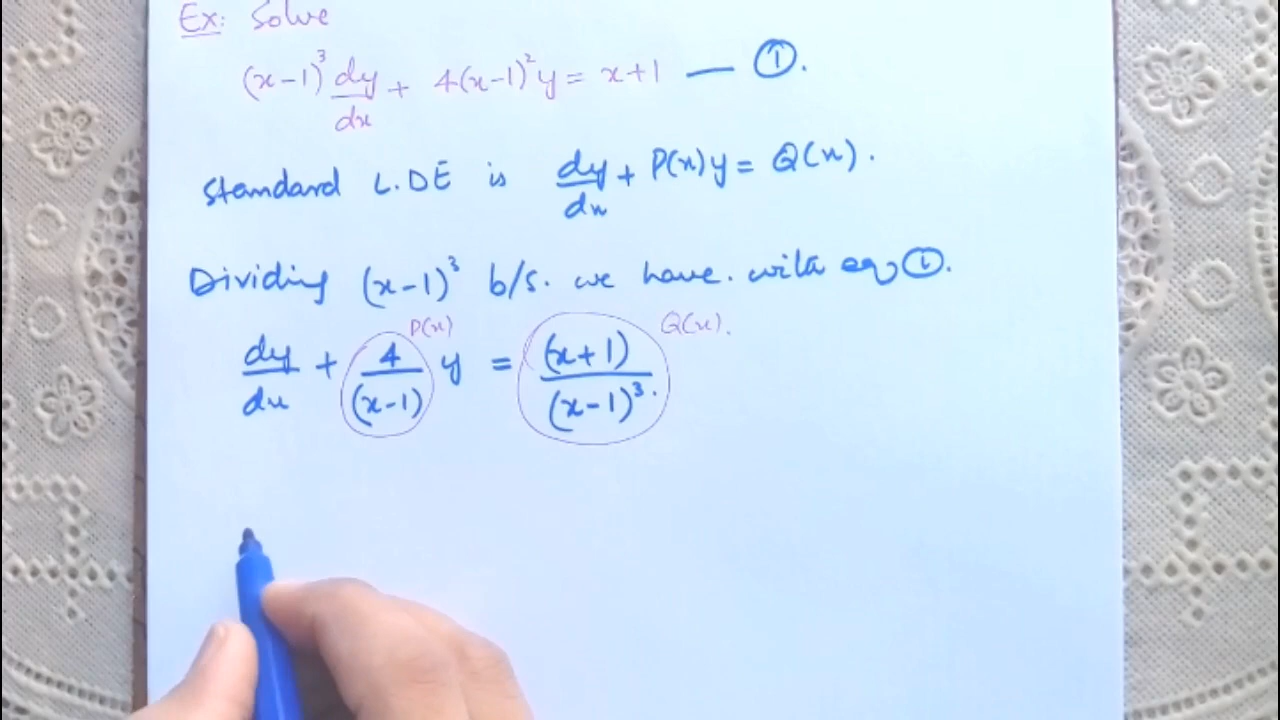 Ex: Solve
(x-1)³ dy/dx + 4(x-1)²y = x+1 — ①.
Standard L.DE is dy/dx + P(x)y = Q(x).
Dividing (x-1)³ b/s. we have. with eq ①.
P(x) Q(x).
dy/dx + 4/(x-1) y = (x+1)/(x-1)³.